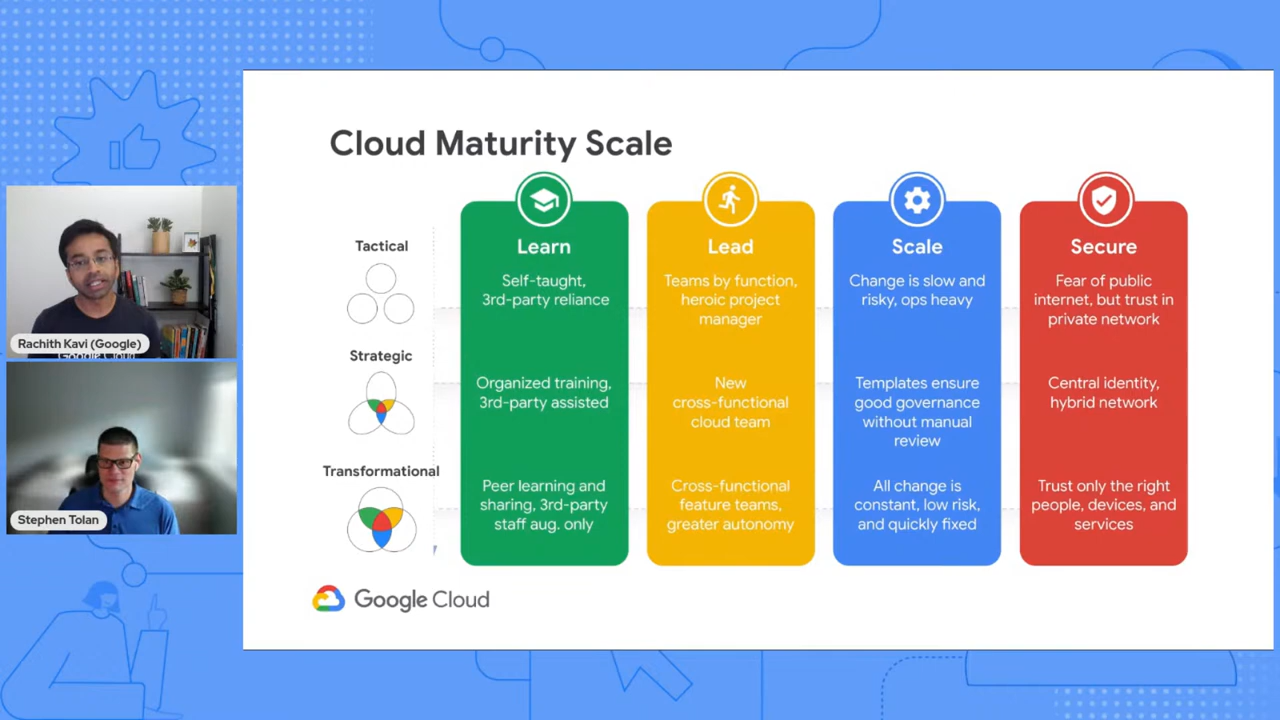 Cloud Maturity Scale
Tactical
Strategic
Transformational
Learn
Self-taught,
3rd-party reliance
Organized training,
3rd-party assisted
Peer learning and
sharing, 3rd-party
staff aug. only
Lead
Teams by function,
heroic project
manager
New
cross-functional
cloud team
Cross-functional
feature teams,
greater autonomy
Scale
Change is slow and
risky, ops heavy
Templates ensure
good governance
without manual
review
All change is
constant, low risk,
and quickly fixed
Secure
Fear of public
internet, but trust in
private network
Central identity,
hybrid network
Trust only the right
people, devices, and
services
Google Cloud
Rachith Kavi (Google)
Google Cloud
Stephen Tolan